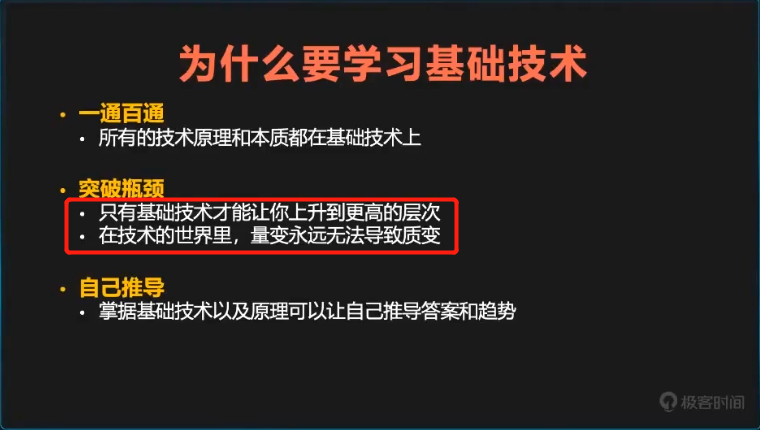 为什么要学习基础技术
• 一通百通
• 所有的技术原理和本质都在基础技术上
• 突破瓶颈
• 只有基础技术才能让你上升到更高的层次
• 在技术的世界里，量变永远无法导致质变
• 自己推导
• 掌据基础技术以及原理可以让自己推导答案和趋势
极客时间